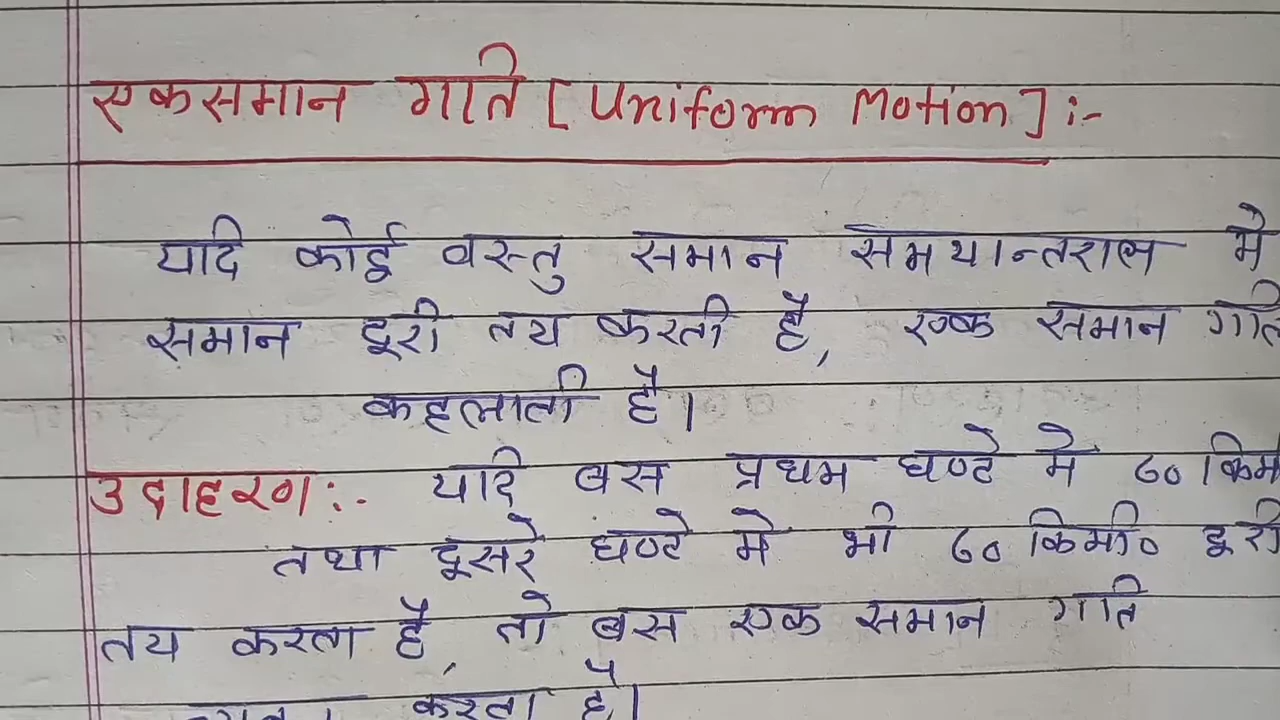 एकसमान गति [Uniform Motion] :-
यदि कोई वस्तु समान समयान्तराल मे
समान दूरी तय करती है, एक समान गति
कहलाती है।
उदाहरण:- यदि बस प्रथम घण्टे मे 60 किमी
तथा दूसरे घण्टे मे भी 60 किमी० दूरी
तय करता है, तो बस एक समान गति
करता है।